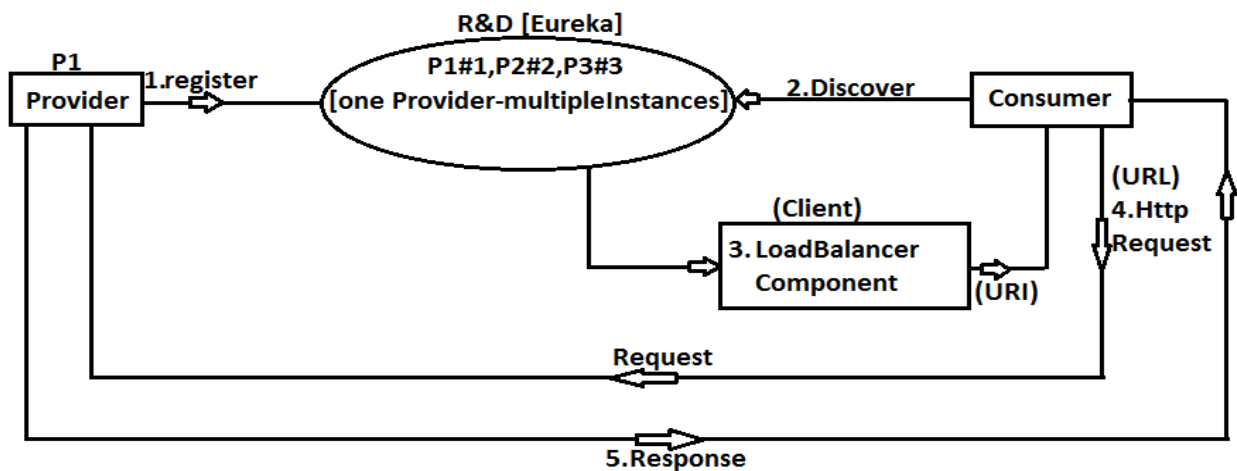 R&D [Eureka]
P1
1.register
P1#1,P2#2,P3#3
Provider
[one Provider-multipleInstances]
2.Discover
Consumer
(URL)
4.Http
Request
(Client)
3. LoadBalancer
Component
(URI)
Request
5.Response